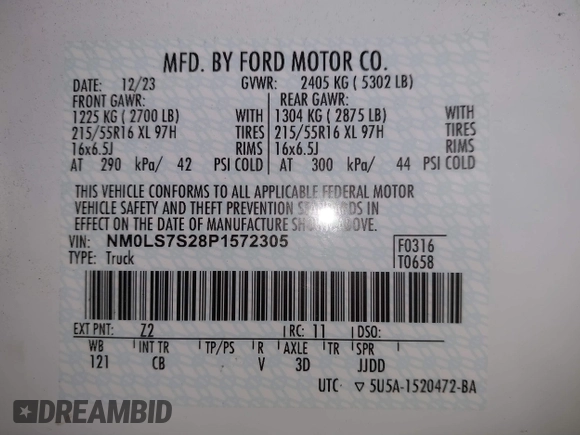 MFD. BY FORD MOTOR CO.
DATE: 12/23 GVWR: 2405 KG ( 5302 LB)
FRONT GAWR: REAR GAWR:
1225 KG ( 2700 LB) WITH 1304 KG ( 2875 LB) WITH
215/55R16 XL 97H TIRES 215/55R16 XL 97H TIRES
16x6.5J RIMS 16x6.5J RIMS
AT 290 kPa/ 42 PSI COLD AT 300 kPa/ 44 PSI COLD
THIS VEHICLE CONFORMS TO ALL APPLICABLE FEDERAL MOTOR
VEHICLE SAFETY AND THEFT PREVENTION STANDARDS IN
EFFECT ON THE DATE OF MANUFACTURE SHOWN ABOVE.
VIN: NM0LS7S28P1572305 F0316
TYPE: Truck T0658
EXT PNT: Z2 RC: 11 DSO:
WB INT TR TP/PS R AXLE TR SPR
121 CB V 3D JJDD
UTC ▽ 5U5A-1520472-BA
DREAMBID